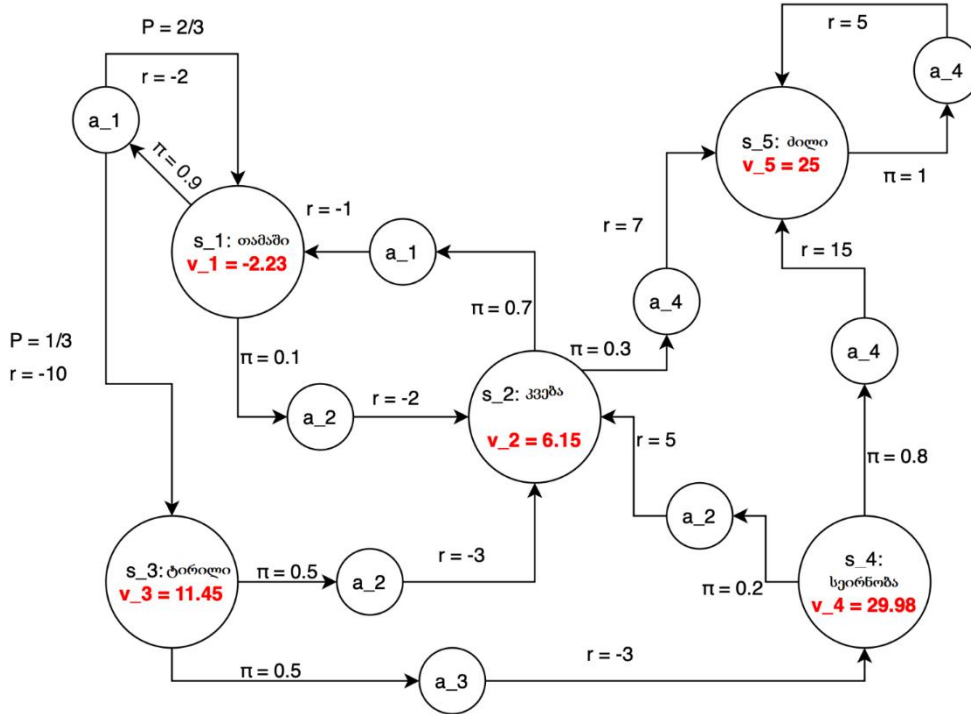 P = 2/3
r = -2
a_1
π = 0.9
s_1: თამაში
v_1 = -2.23
r = -1
a_1
π = 0.7
P = 1/3
r = -10
π = 0.1
a_2
r = -2
s_2: კვება
v_2 = 6.15
π = 0.3
a_4
r = 7
r = 5
a_4
s_5: ძილი
v_5 = 25
π = 1
r = 15
a_4
π = 0.8
r = 5
a_2
π = 0.2
s_4:
სეირნობა
v_4 = 29.98
s_3: ტირილი
v_3 = 11.45
π = 0.5
a_2
r = -3
π = 0.5
a_3
r = -3